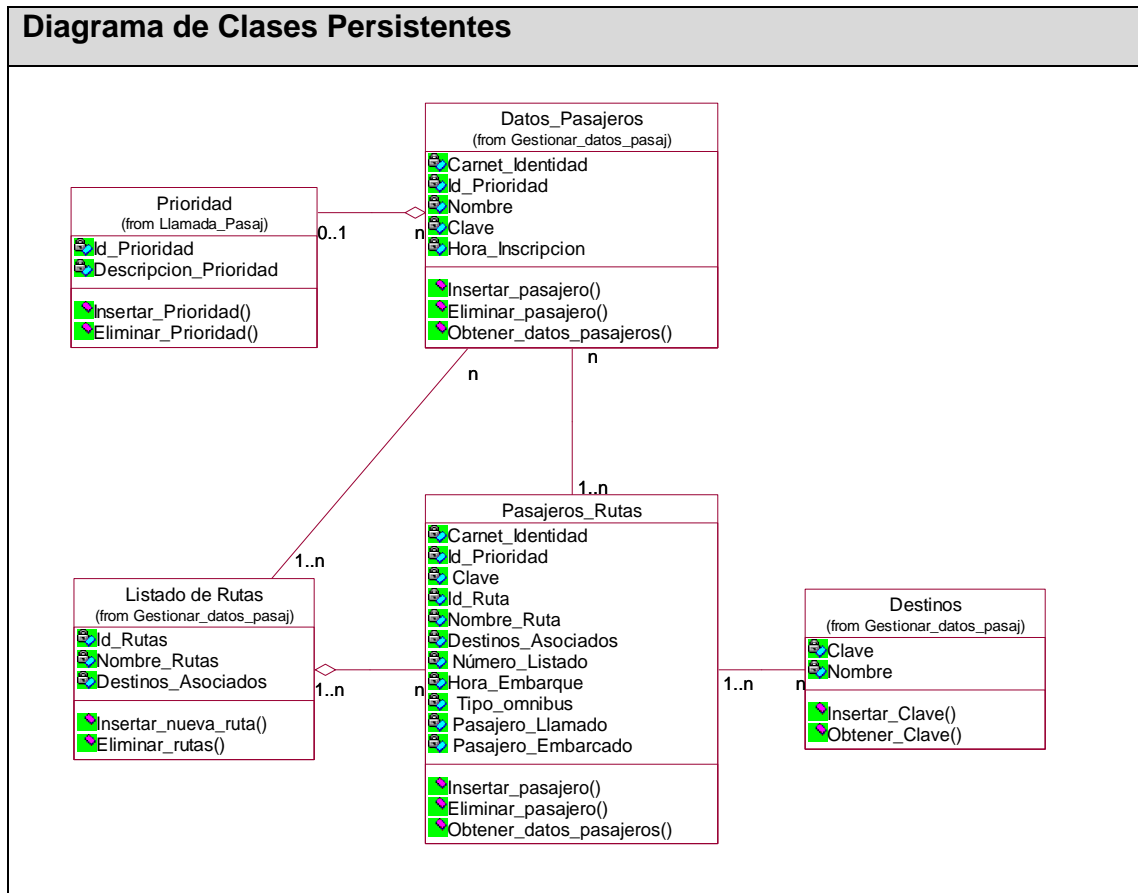 Diagrama de Clases Persistentes
Datos_Pasajeros
(from Gestionar_datos_pasaj)
Carnet_Identidad
Id_Prioridad
Nombre
Clave
Hora_Inscripcion
Insertar_pasajero()
Eliminar_pasajero()
Obtener_datos_pasajeros()
Prioridad
(from Llamada_Pasaj)
Id_Prioridad
Descripcion_Prioridad
Insertar_Prioridad()
Eliminar_Prioridad()
0..1
n
n
n
1..n
1..n
Pasajeros_Rutas
Carnet_Identidad
Id_Prioridad
Clave
Id_Ruta
Nombre_Ruta
Destinos_Asociados
Número_Listado
Hora_Embarque
Tipo_omnibus
Pasajero_Llamado
Pasajero_Embarcado
Insertar_pasajero()
Eliminar_pasajero()
Obtener_datos_pasajeros()
Listado de Rutas
(from Gestionar_datos_pasaj)
Id_Rutas
Nombre_Rutas
Destinos_Asociados
Insertar_nueva_ruta()
Eliminar_rutas()
1..n
n
1..n
n
Destinos
(from Gestionar_datos_pasaj)
Clave
Nombre
Insertar_Clave()
Obtener_Clave()